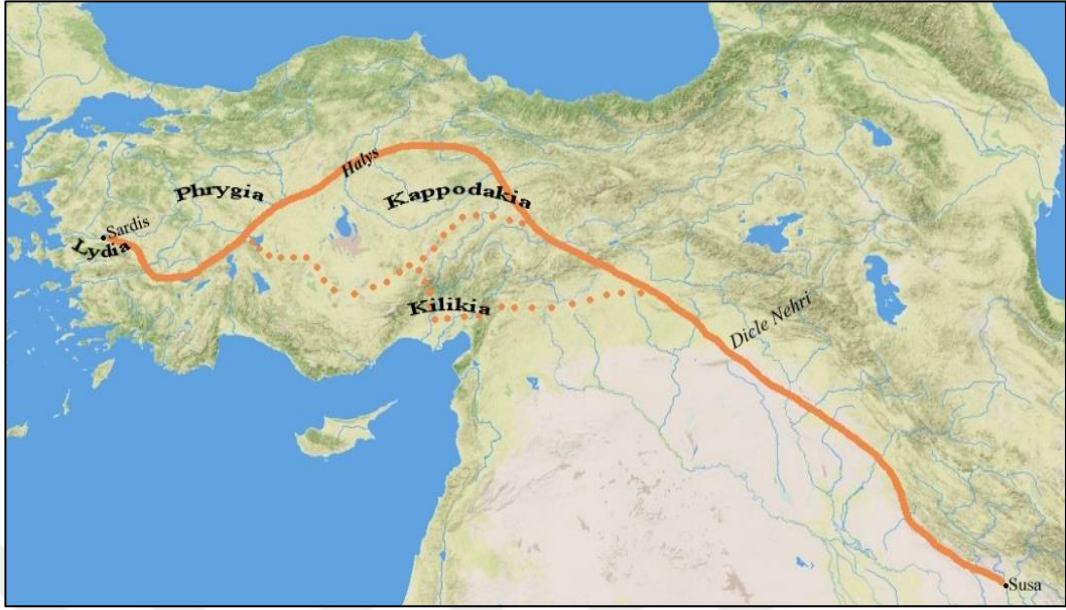 Halys
Phrygia
Kappodakia
Sardis
Lydia
Kilikia
Dicle Nehri
Susa